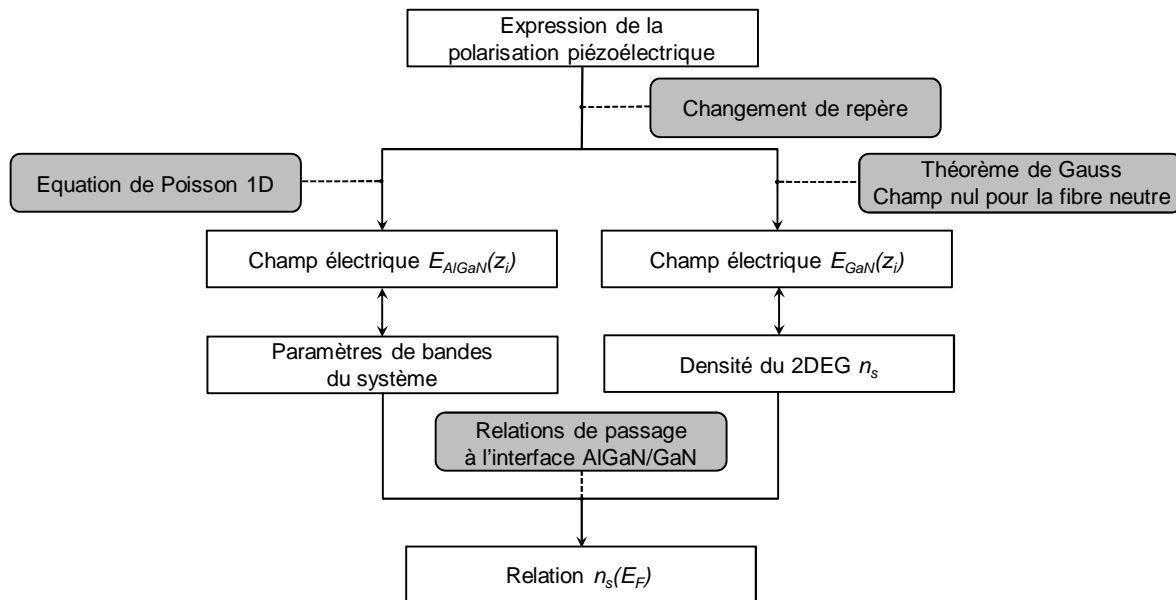 Expression de la
polarisation piézoélectrique
Changement de repère
Equation de Poisson 1D
Théorème de Gauss
Champ nul pour la fibre neutre
Champ électrique E_AlGaN(z_i)
Champ électrique E_GaN(z_i)
Paramètres de bandes
du système
Densité du 2DEG n_s
Relations de passage
à l'interface AlGaN/GaN
Relation n_s(E_F)